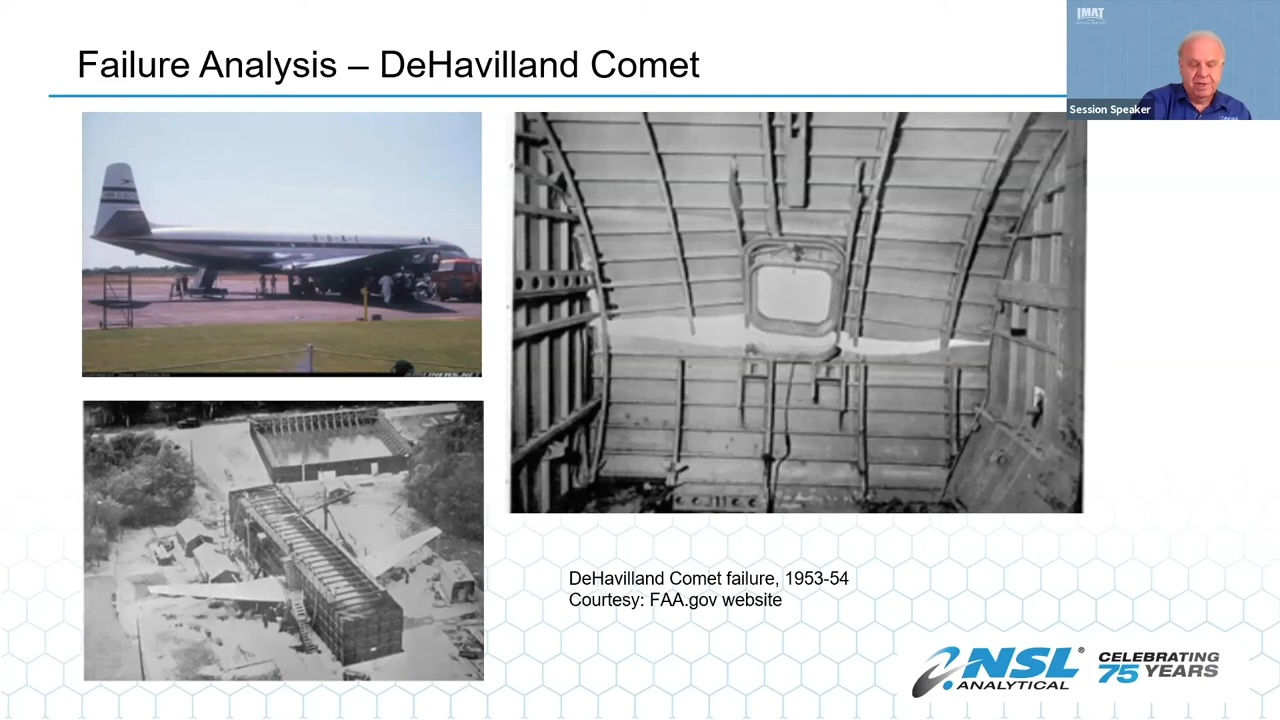 Failure Analysis – DeHavilland Comet
IMAT
Session Speaker
B·O·A·C
DeHavilland Comet failure, 1953-54
Courtesy: FAA.gov website
NSL®
ANALYTICAL
CELEBRATING
75 YEARS